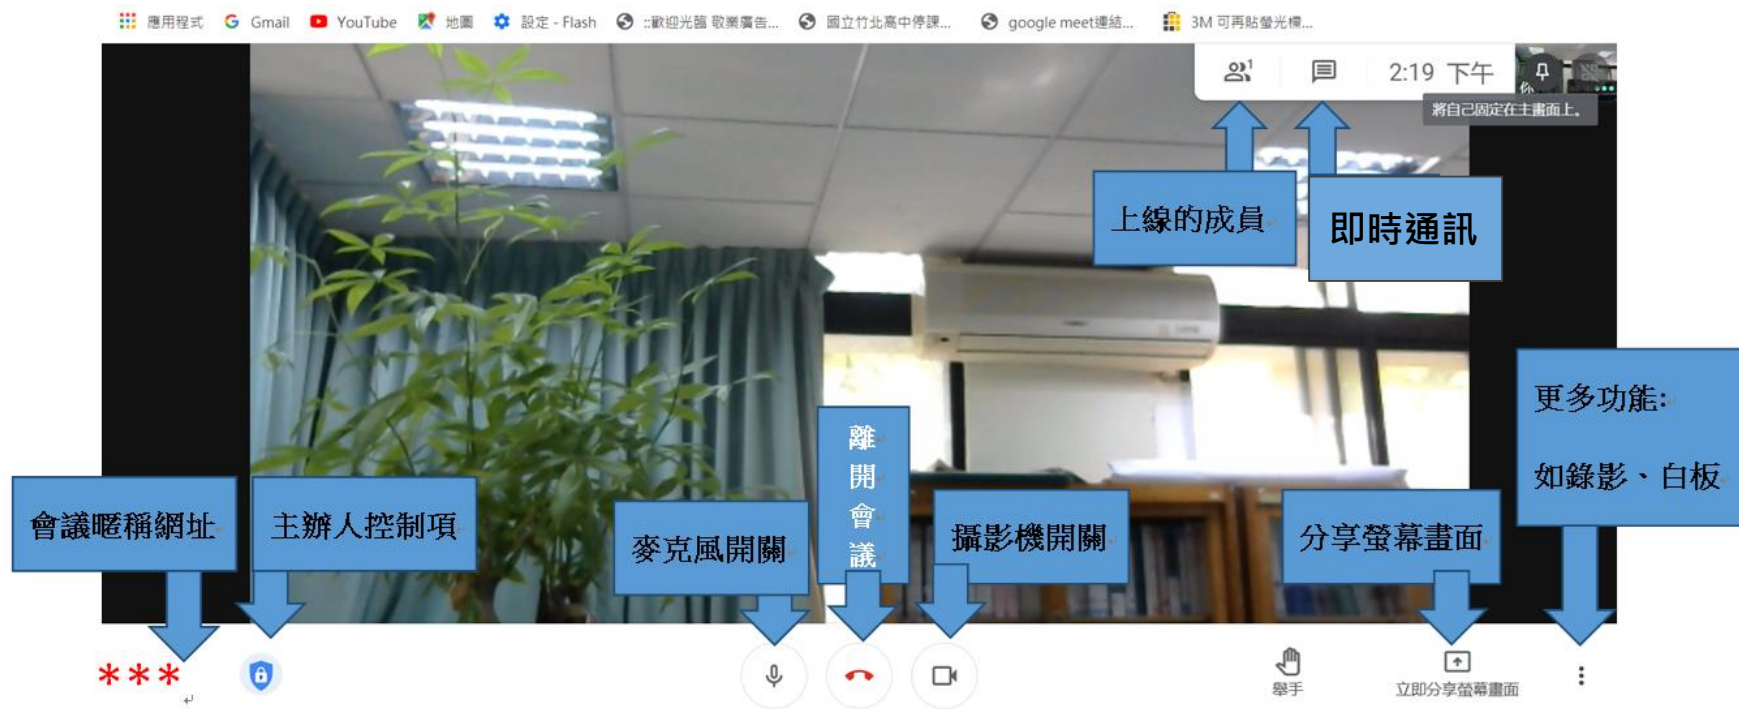 應用程式 Gmail YouTube 地圖 設定 - Flash ::歡迎光臨 敬業廣告... 國立竹北高中停課... google meet連結... 3M 可再貼螢光標...
1 2:19 下午
你
將自己固定在主畫面上。
上線的成員
即時通訊
更多功能:
如錄影、白板
離
開
會
議
會議暱稱網址
主辦人控制項
麥克風開關
攝影機開關
分享螢幕畫面
***
舉手
立即分享螢幕畫面